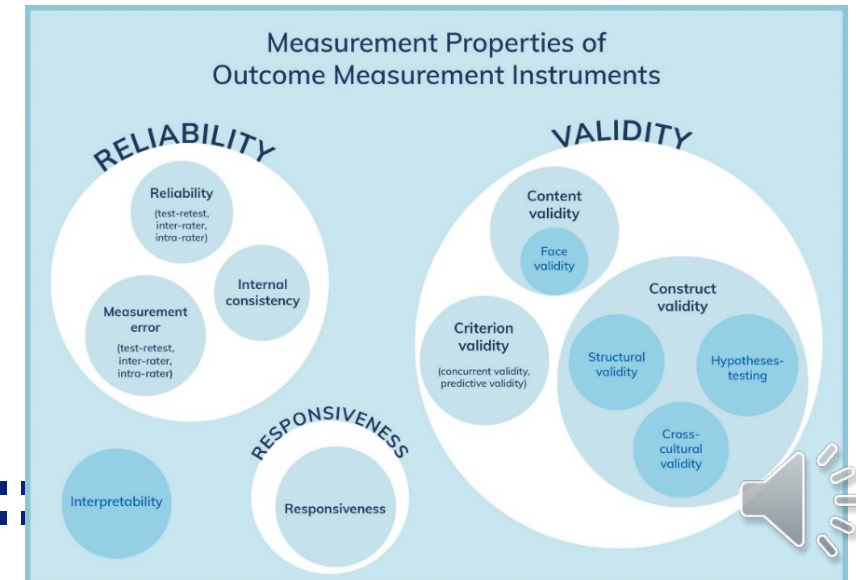 Measurement Properties of
Outcome Measurement Instruments
RELIABILITY
Reliability
(test-retest,
inter-rater,
intra-rater)
Internal
consistency
Measurement
error
(test-retest,
inter-rater,
intra-rater)
VALIDITY
Content
validity
Face
validity
Criterion
validity
(concurrent validity,
predictive validity)
Construct
validity
Structural
validity
Hypotheses-
testing
Cross-
cultural
validity
RESPONSIVENESS
Responsiveness
Interpretability